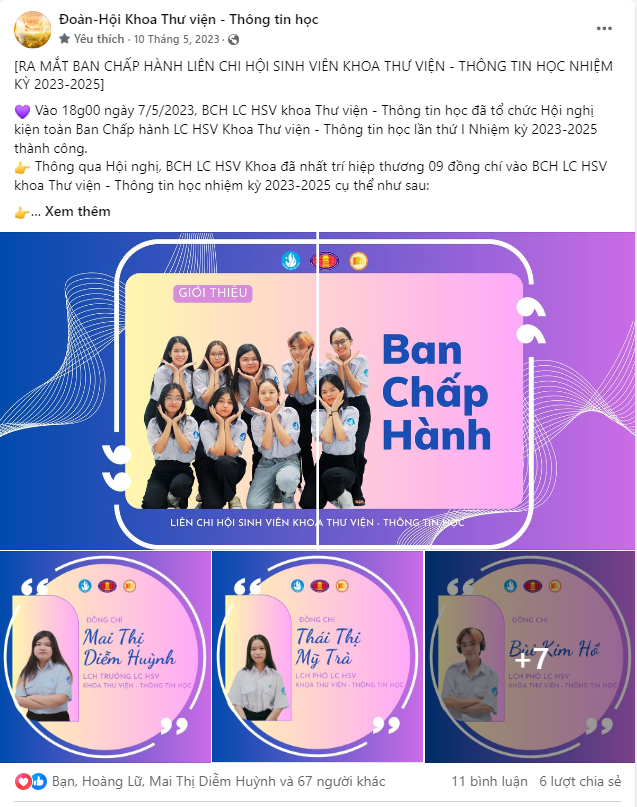 Đoàn-Hội Khoa Thư viện - Thông tin học
Yêu thích · 10 Tháng 5, 2023 ·
[RA MẮT BAN CHẤP HÀNH LIÊN CHI HỘI SINH VIÊN KHOA THƯ VIỆN - THÔNG TIN HỌC NHIỆM
KỲ 2023-2025]
Vào 18g00 ngày 7/5/2023, BCH LC HSV khoa Thư viện - Thông tin học đã tổ chức Hội nghị
kiện toàn Ban Chấp hành LC HSV Khoa Thư viện - Thông tin học lần thứ I Nhiệm kỳ 2023-2025
thành công.
Thông qua Hội nghị, BCH LC HSV Khoa đã nhất trí hiệp thương 09 đồng chí vào BCH LC HSV
khoa Thư viện - Thông tin học nhiệm kỳ 2023-2025 cụ thể như sau:
... Xem thêm
GIỚI THIỆU
Ban
Chấp
Hành
LIÊN CHI HỘI SINH VIÊN KHOA THƯ VIỆN - THÔNG TIN HỌC
ĐỒNG CHÍ
Mai Thị
Diễm Huỳnh
LCH TRƯỞNG LC HSV
KHOA THƯ VIỆN - THÔNG TIN HỌC
ĐỒNG CHÍ
Thái Thị
Mỹ Trà
LCH PHÓ LC HSV
KHOA THƯ VIỆN - THÔNG TIN HỌC
ĐỒNG CHÍ
Bùi Kim Hổ
+7
LCH PHÓ LC HSV
KHOA THƯ VIỆN - THÔNG TIN HỌC
Bạn, Hoàng Lữ, Mai Thị Diễm Huỳnh và 67 người khác
11 bình luận 6 lượt chia sẻ